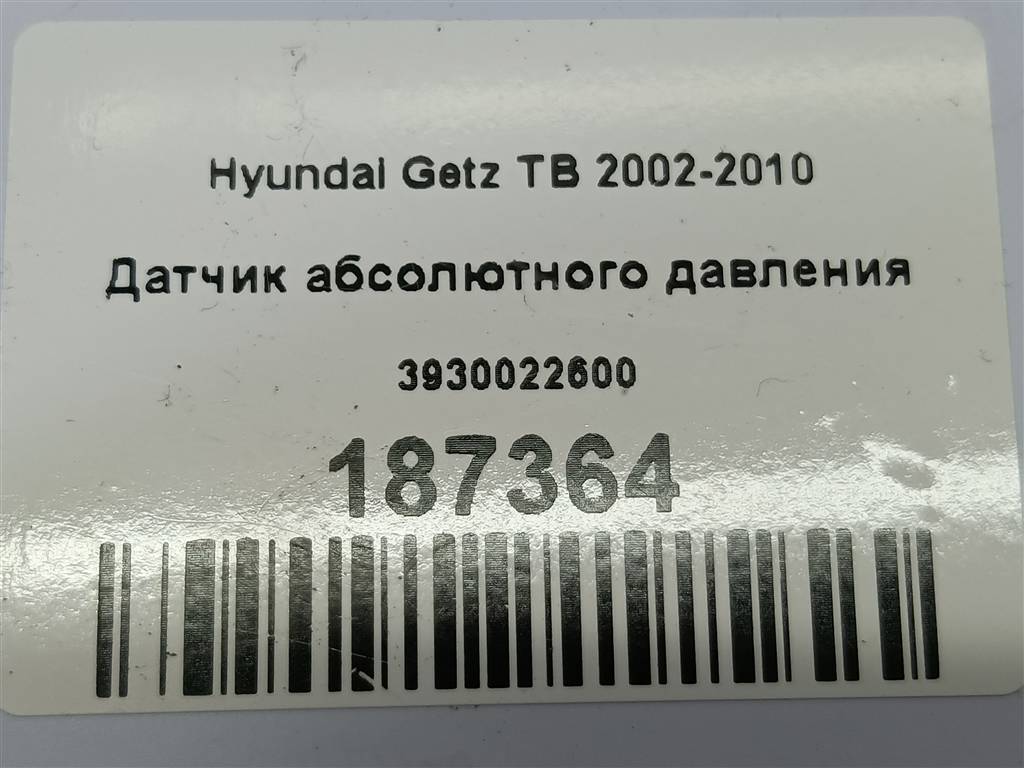 Hyundai Getz TB 2002-2010
Датчик абсолютного давления
3930022600
187364